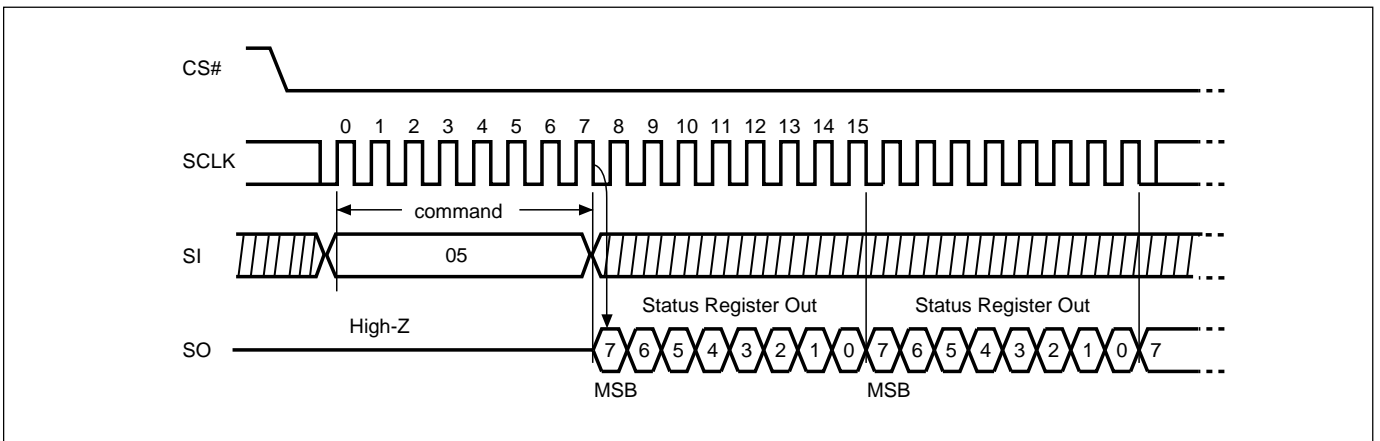 CS#
0 1 2 3 4 5 6 7 8 9 10 11 12 13 14 15
SCLK
command
SI
05
Status Register Out Status Register Out
High-Z
SO
7 6 5 4 3 2 1 0 7 6 5 4 3 2 1 0 7
MSB MSB